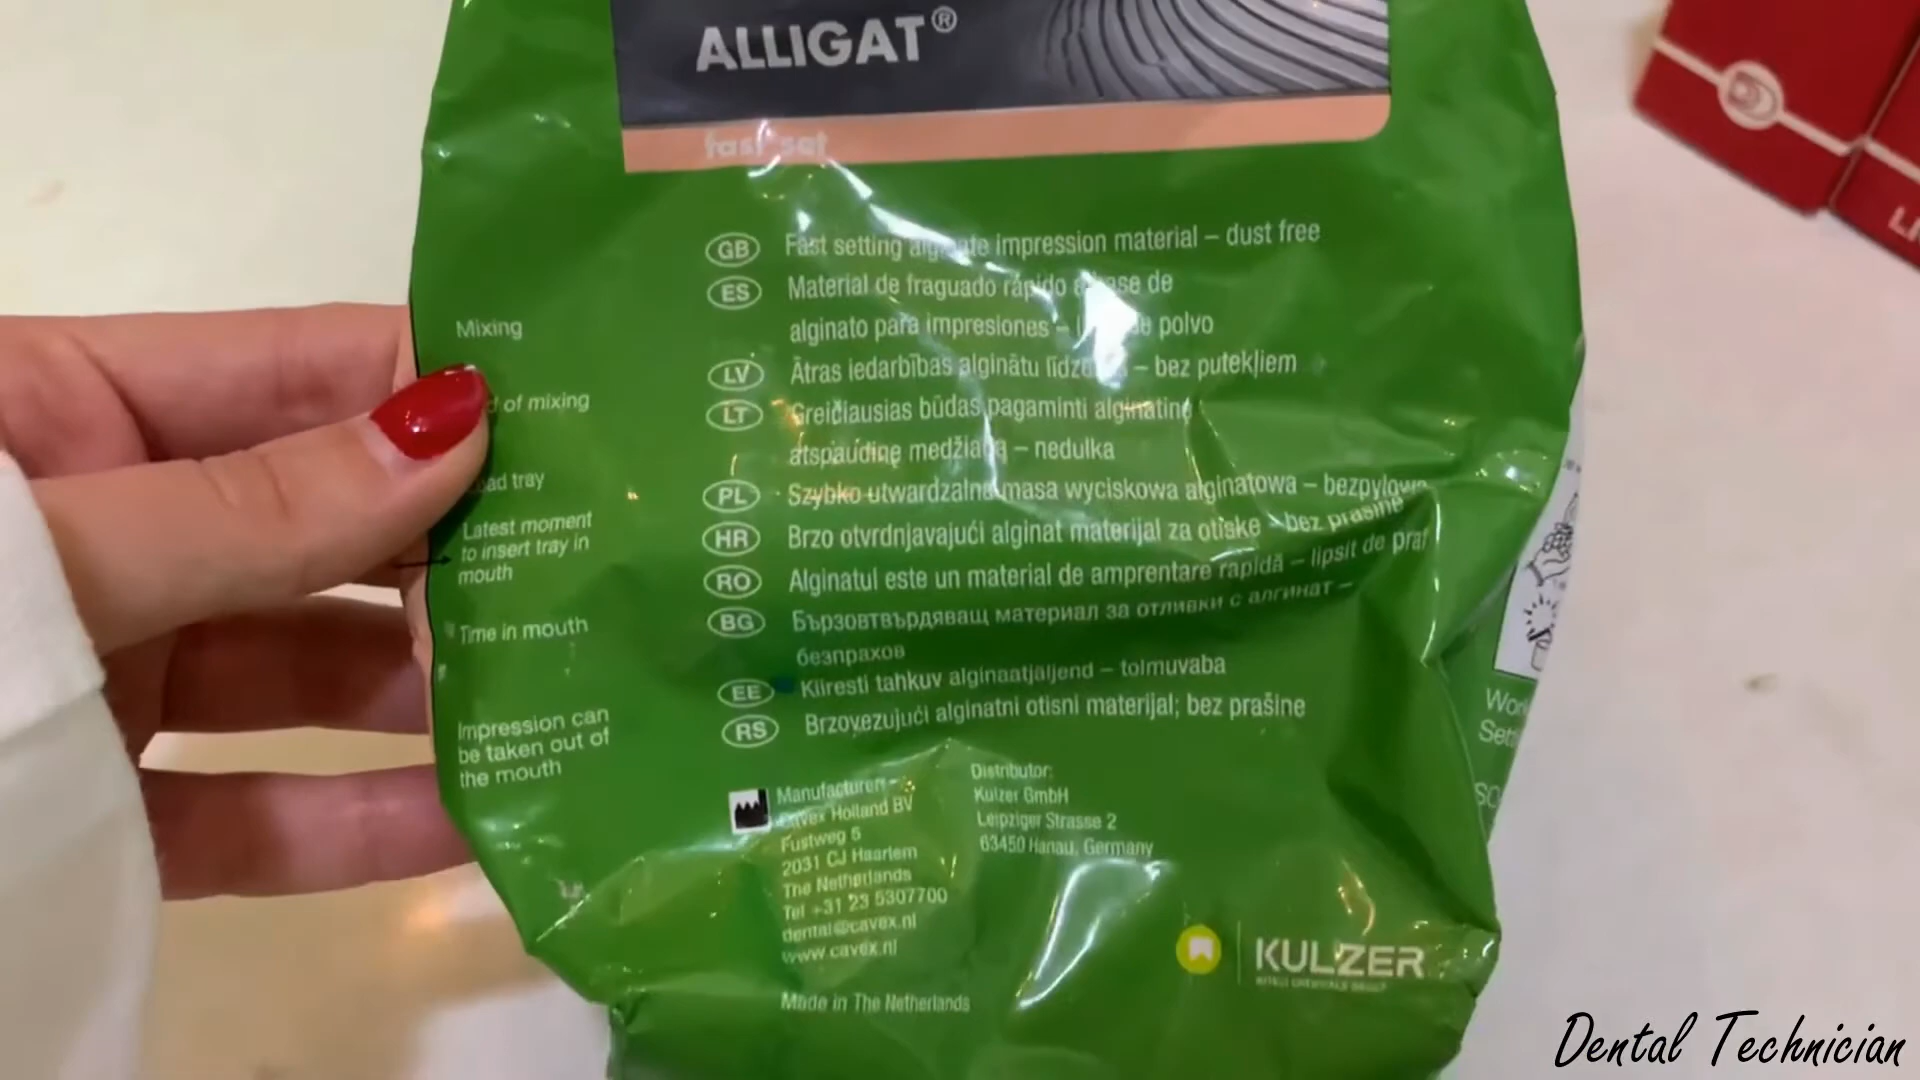 ALLIGAT®
fast set
GB Fast setting alginate impression material – dust free
ES Material de fraguado rápido a base de
alginato para impresiones – polvo
LV Ātras iedarbības alginātu – bez putekļiem
LT Greičiausias būdas pagaminti alginatinę
atspaudinę medžiagą – nedulka
PL Szybko utwardzalna masa wyciskowa alginatowa – bezpyłowa
HR Brzo otvrdnjavajući alginat materijal za otiske – bez prašine
RO Alginatul este un material de amprentare rapidă – lipsit de praf
BG Бързовтвърдяващ материал за отливки с алгинат –
безпрахов
EE Kiiresti tahkuv alginaatjäljend – tolmuvaba
RS Brzovezujući alginatni otisni materijal; bez prašine
Mixing
of mixing
tray
Latest moment
to insert tray in
mouth
Time in mouth
Impression can
be taken out of
the mouth
Manufacturer:
Cavex Holland BV
Fustweg 5
2031 CJ Haarlem
The Netherlands
Tel +31 23 5307700
dental@cavex.nl
www.cavex.nl
Distributor:
Kulzer GmbH
Leipziger Strasse 2
63450 Hanau, Germany
Made in The Netherlands
KULZER
MITSUI CHEMICALS GROUP
Dental Technician